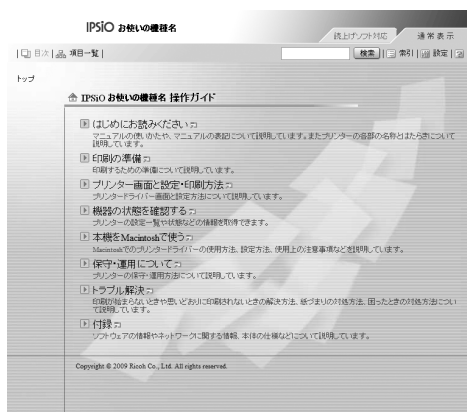 IPSiO お使いの機種名
読上げソフト対応 通常表示
目次 品 項目一覧 検索 索引 設定
トップ
IPSiO お使いの機種名 操作ガイド
はじめにお読みください
マニュアルの使いかたや、マニュアルの表記について説明しています。またプリンターの各部の名称とはたらきについて
説明しています。
印刷の準備
印刷するための準備について説明しています。
プリンター画面と設定・印刷方法
プリンタードライバー画面と設定方法について説明しています。
機器の状態を確認する
プリンターの設定一覧や状態などの情報を取得できます。
本機をMacintoshで使う
Macintoshでのプリンタードライバーの使用方法、設定方法、使用上の注意事項などを説明しています。
保守・運用について
プリンターの保守・運用方法について説明しています。
トラブル解決
印刷が始まらないときや思いどおりに印刷されないときの解決方法、紙づまりの対処方法、困ったときの対処方法につい
て説明しています。
付録
ソフトウェアの情報やネットワークに関する情報、本体の仕様などについて説明しています。
Copyright © 2009 Ricoh Co., Ltd. All rights reserved.